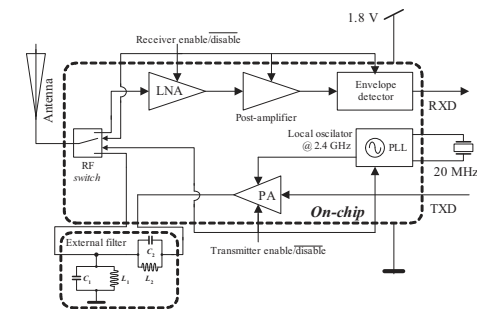 1.8 V
Receiver enable/disable
Antenna
LNA
Post-amplifier
Envelope
detector
RXD
RF
switch
Local oscilator
@ 2.4 GHz
PLL
20 MHz
PA
On-chip
TXD
Transmitter enable/disable
External filter
C1
L1
C2
L2